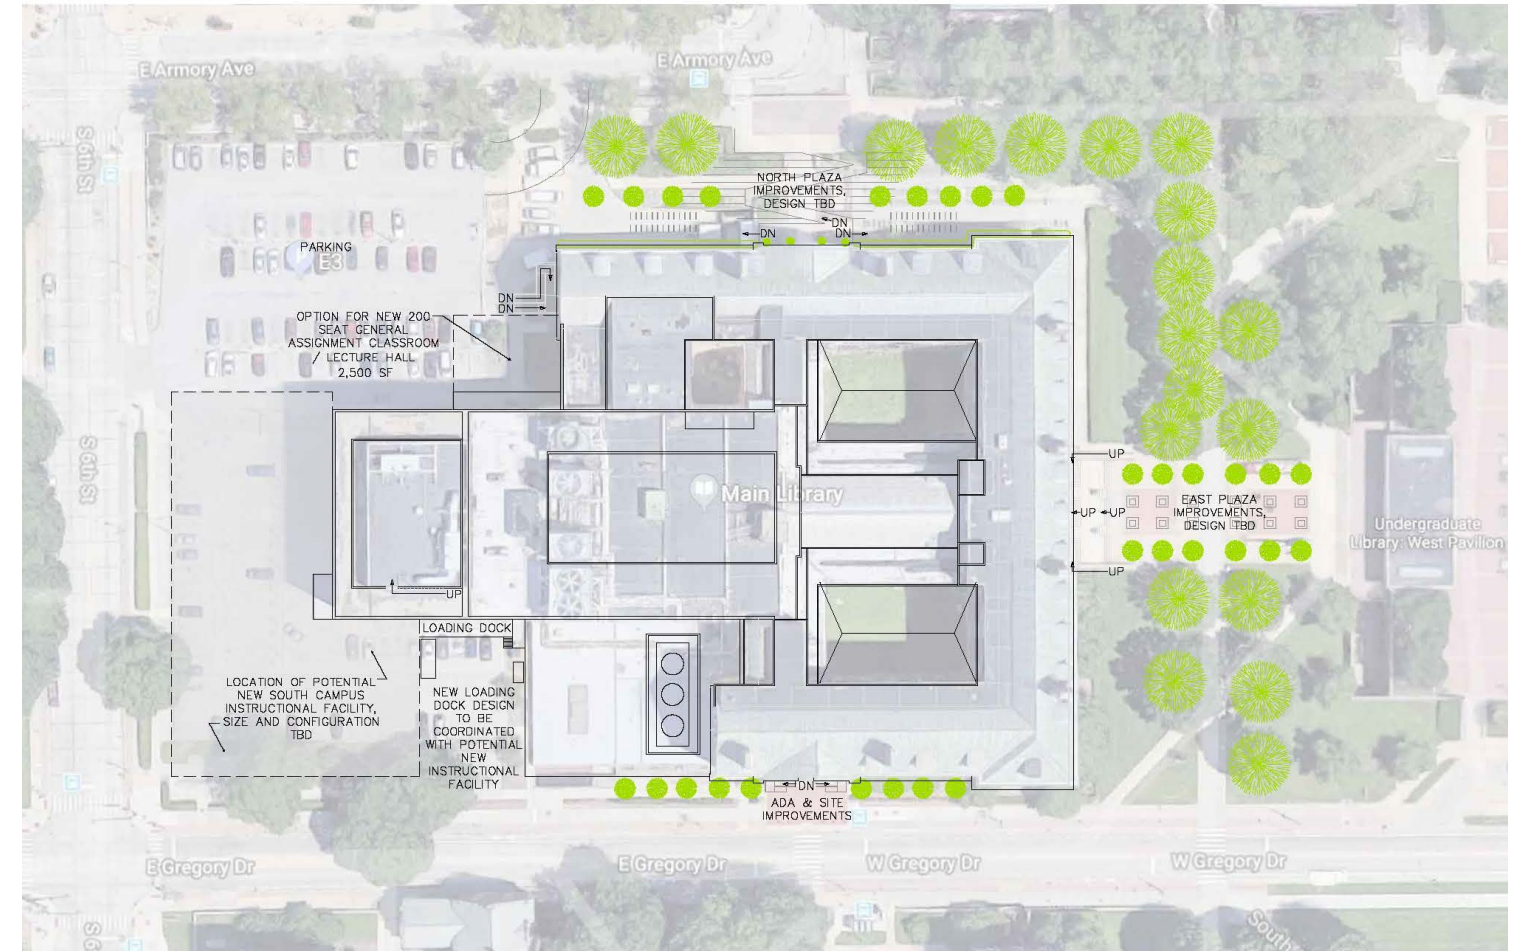 E Armory Ave
E Armory Ave
S 6th St
NORTH PLAZA
IMPROVEMENTS,
DESIGN TBD
DN
DN
DN
PARKING
E3
DN
DN
OPTION FOR NEW 200
SEAT GENERAL
ASSIGNMENT CLASSROOM
/ LECTURE HALL
2,500 SF
S 6th St
UP
Main Library
EAST PLAZA
IMPROVEMENTS,
DESIGN TBD
UP
UP
Undergraduate
Library: West Pavilion
UP
UP
LOADING DOCK
LOCATION OF POTENTIAL
NEW SOUTH CAMPUS
INSTRUCTIONAL FACILITY,
SIZE AND CONFIGURATION
TBD
NEW LOADING
DOCK DESIGN
TO BE
COORDINATED
WITH POTENTIAL
NEW
INSTRUCTIONAL
FACILITY
DN
ADA & SITE
IMPROVEMENTS
E Gregory Dr
E Gregory Dr
W Gregory Dr
W Gregory Dr
S 6
South